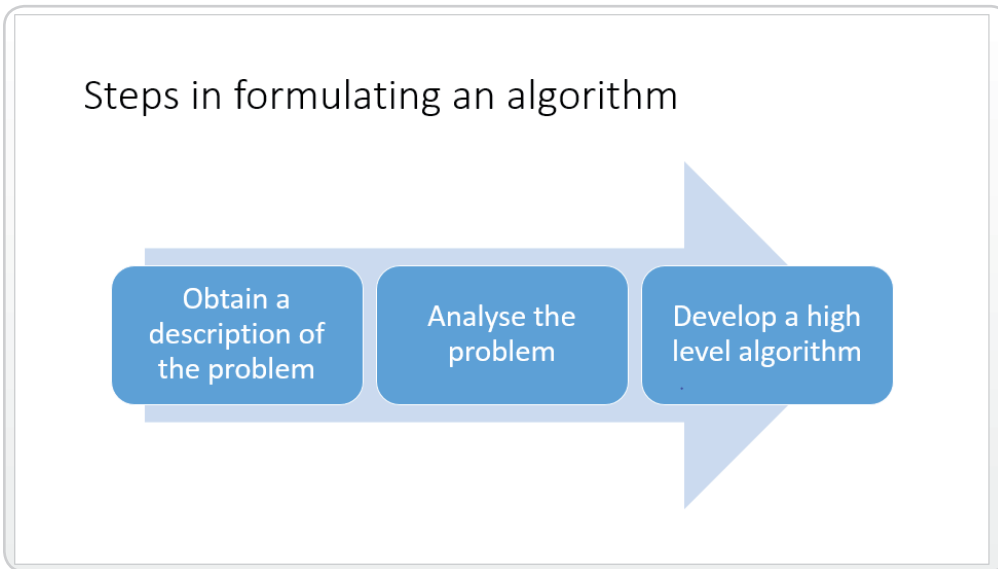 Steps in formulating an algorithm
Obtain a
description of
the problem
Analyse the
problem
Develop a high
level algorithm